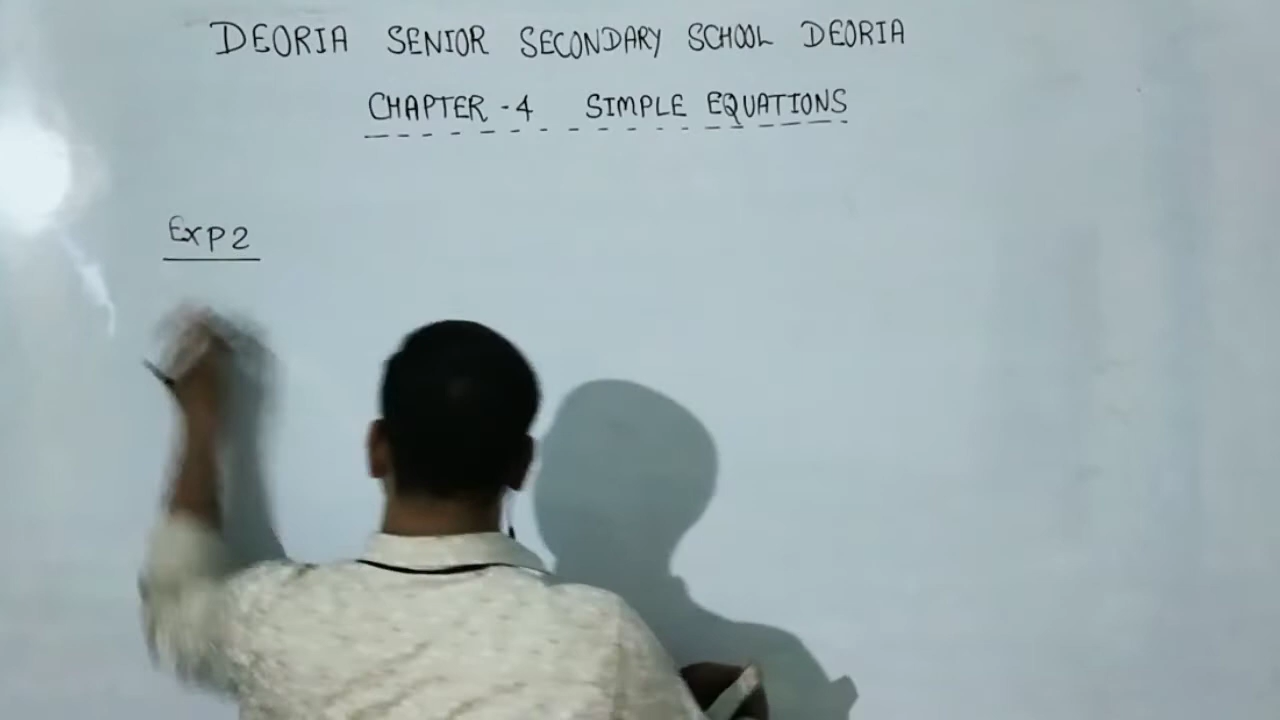 DEORIA SENIOR SECONDARY SCHOOL DEORIA
CHAPTER - 4 SIMPLE EQUATIONS
Exp 2